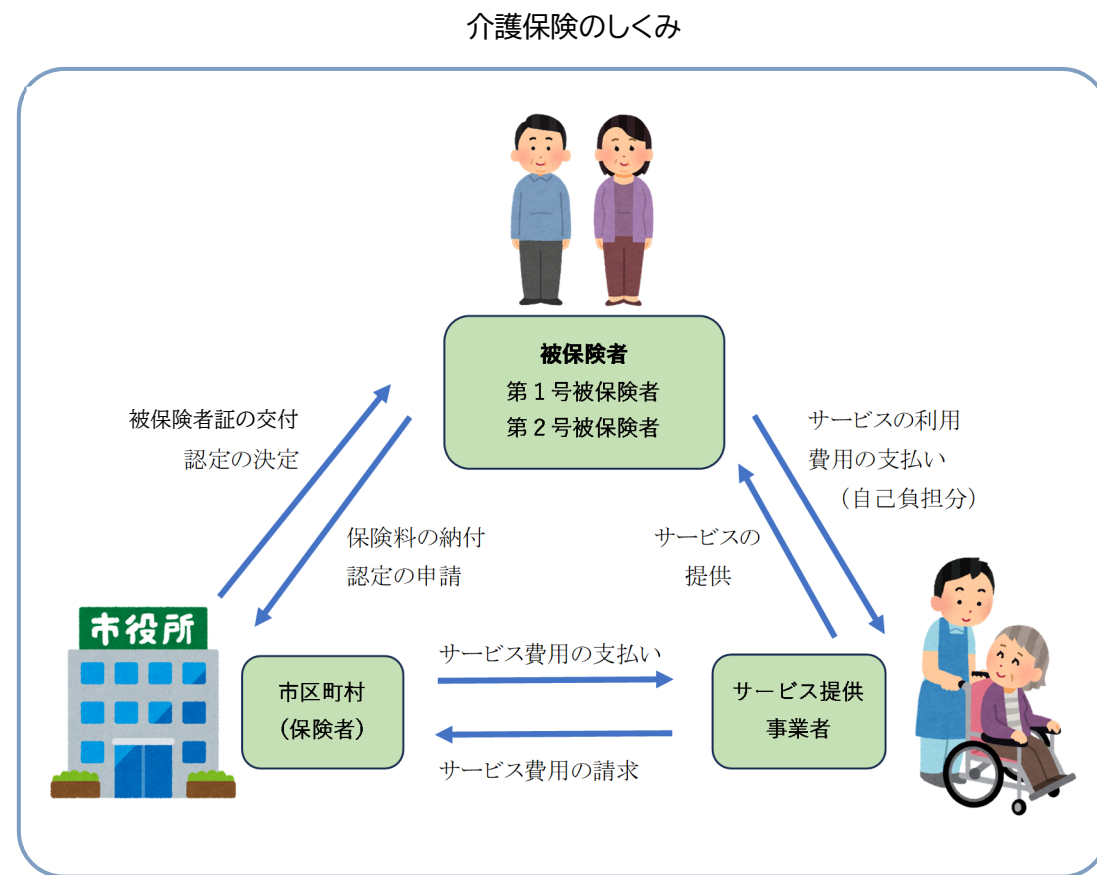 介護保険のしくみ
被保険者
第１号被保険者
第２号被保険者
被保険者証の交付
認定の決定
サービスの利用
費用の支払い
（自己負担分）
保険料の納付
認定の申請
サービスの
提供
市役所
市区町村
（保険者）
サービス費用の支払い
サービス提供
事業者
サービス費用の請求